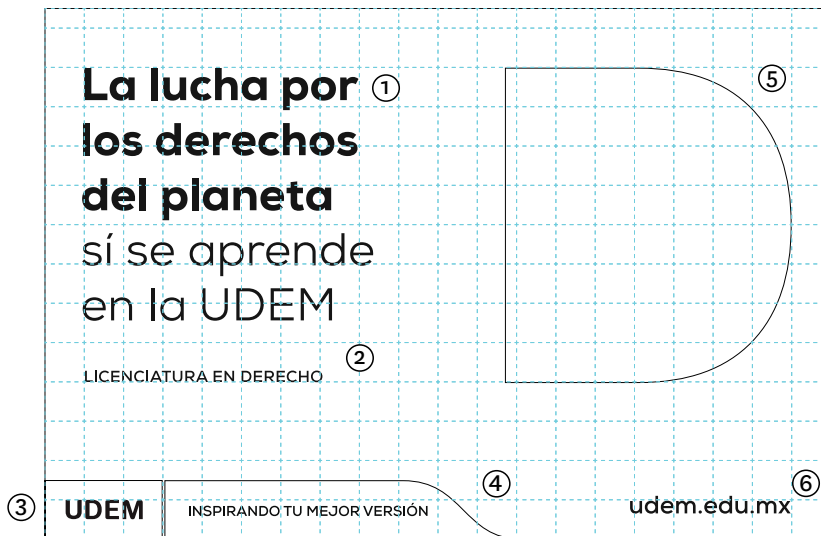 La lucha por ①
los derechos
del planeta
sí se aprende
en la UDEM
②
LICENCIATURA EN DERECHO
⑤
③ UDEM
INSPIRANDO TU MEJOR VERSIÓN
④
udem.edu.mx
⑥